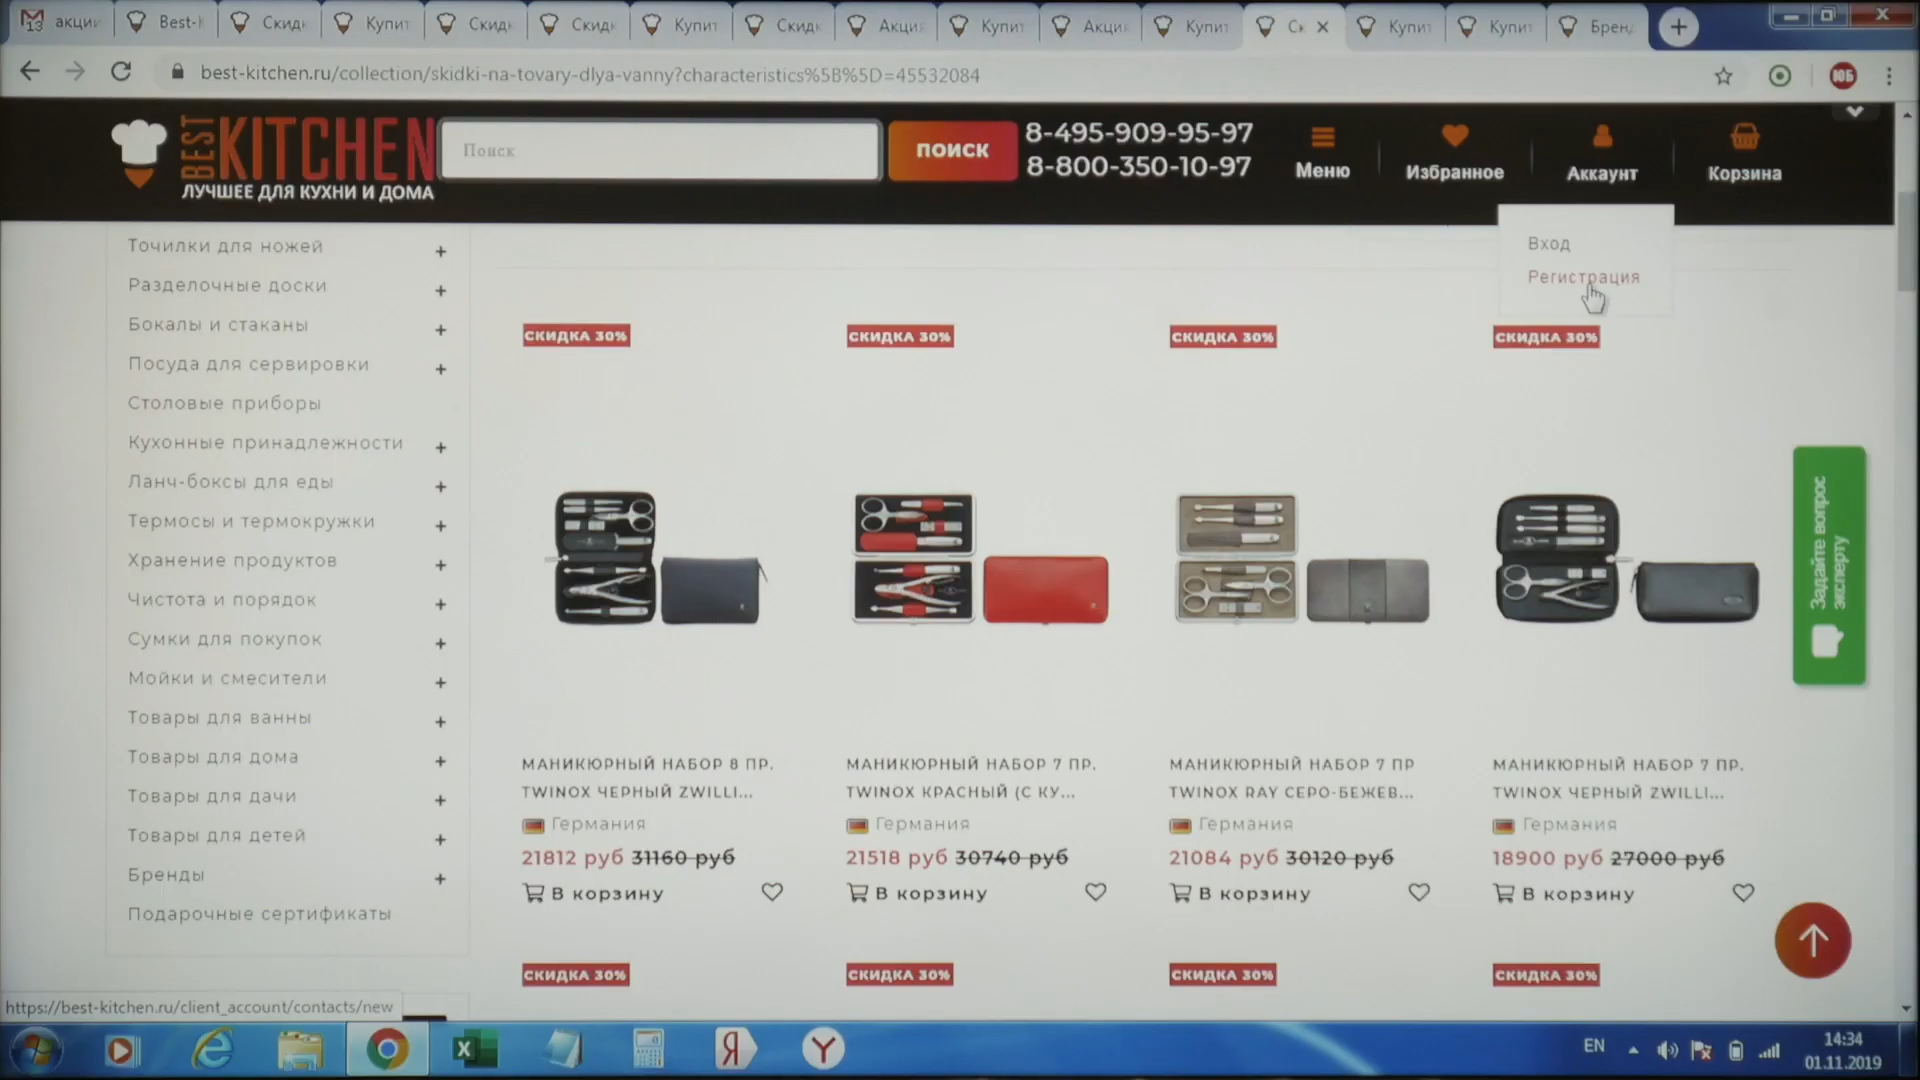 13 акции
Best-K
Скидк
Купит
Скидк
Скидк
Купит
Скидк
Акция
Купит
Акция
Купит
Ск
Купит
Купит
Бренд
best-kitchen.ru/collection/skidki-na-tovary-dlya-vanny?characteristics%5B%5D=45532084
ЮБ
BEST KITCHEN
ЛУЧШЕЕ ДЛЯ КУХНИ И ДОМА
Поиск
ПОИСК
8-495-909-95-97
8-800-350-10-97
Меню
Избранное
Аккаунт
Корзина
Вход
Регистрация
Точилки для ножей +
Разделочные доски +
Бокалы и стаканы +
Посуда для сервировки +
Столовые приборы
Кухонные принадлежности +
Ланч-боксы для еды +
Термосы и термокружки +
Хранение продуктов +
Чистота и порядок +
Сумки для покупок +
Мойки и смесители +
Товары для ванны +
Товары для дома +
Товары для дачи +
Товары для детей +
Бренды +
Подарочные сертификаты
СКИДКА 30%
СКИДКА 30%
СКИДКА 30%
СКИДКА 30%
МАНИКЮРНЫЙ НАБОР 8 ПР.
TWINOX ЧЕРНЫЙ ZWILLI...
Германия
21812 руб 31160 руб
В корзину
МАНИКЮРНЫЙ НАБОР 7 ПР.
TWINOX КРАСНЫЙ (С КУ...
Германия
21518 руб 30740 руб
В корзину
МАНИКЮРНЫЙ НАБОР 7 ПР
TWINOX RAY СЕРО-БЕЖЕВ...
Германия
21084 руб 30120 руб
В корзину
МАНИКЮРНЫЙ НАБОР 7 ПР.
TWINOX ЧЕРНЫЙ ZWILLI...
Германия
18900 руб 27000 руб
В корзину
СКИДКА 30%
СКИДКА 30%
СКИДКА 30%
СКИДКА 30%
Задайте вопрос
эксперту
https://best-kitchen.ru/client_account/contacts/new
EN
14:34
01.11.2019